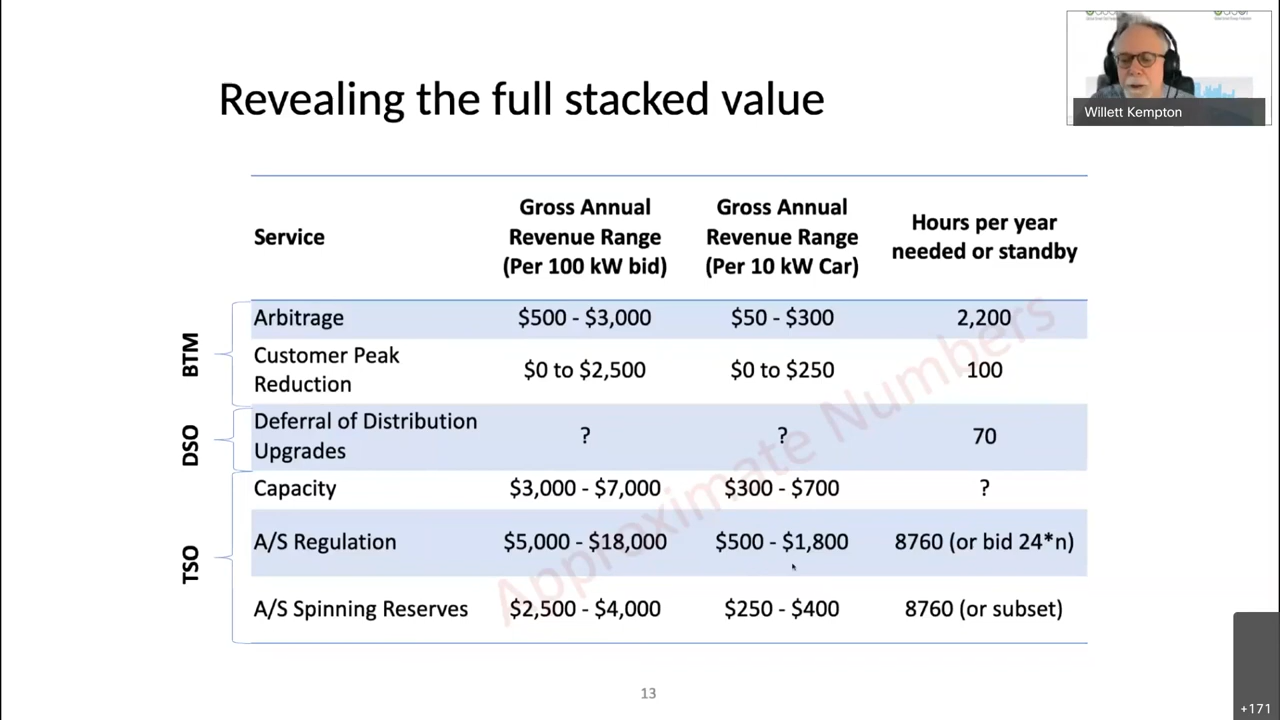 Revealing the full stacked value
Willett Kempton
Service
Gross Annual
Revenue Range
(Per 100 kW bid)
Gross Annual
Revenue Range
(Per 10 kW Car)
Hours per year
needed or standby
BTM
Arbitrage
$500 - $3,000
$50 - $300
2,200
Customer Peak
Reduction
$0 to $2,500
$0 to $250
100
DSO
Deferral of Distribution
Upgrades
?
?
70
TSO
Capacity
$3,000 - $7,000
$300 - $700
?
A/S Regulation
$5,000 - $18,000
$500 - $1,800
8760 (or bid 24*n)
A/S Spinning Reserves
$2,500 - $4,000
$250 - $400
8760 (or subset)
Approximate Numbers
13
+171